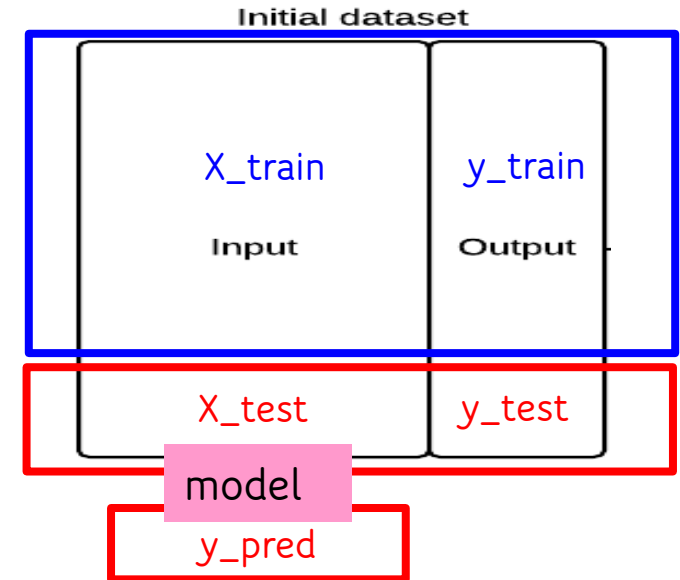 Initial dataset
X_train y_train
Input Output
X_test y_test
model
y_pred